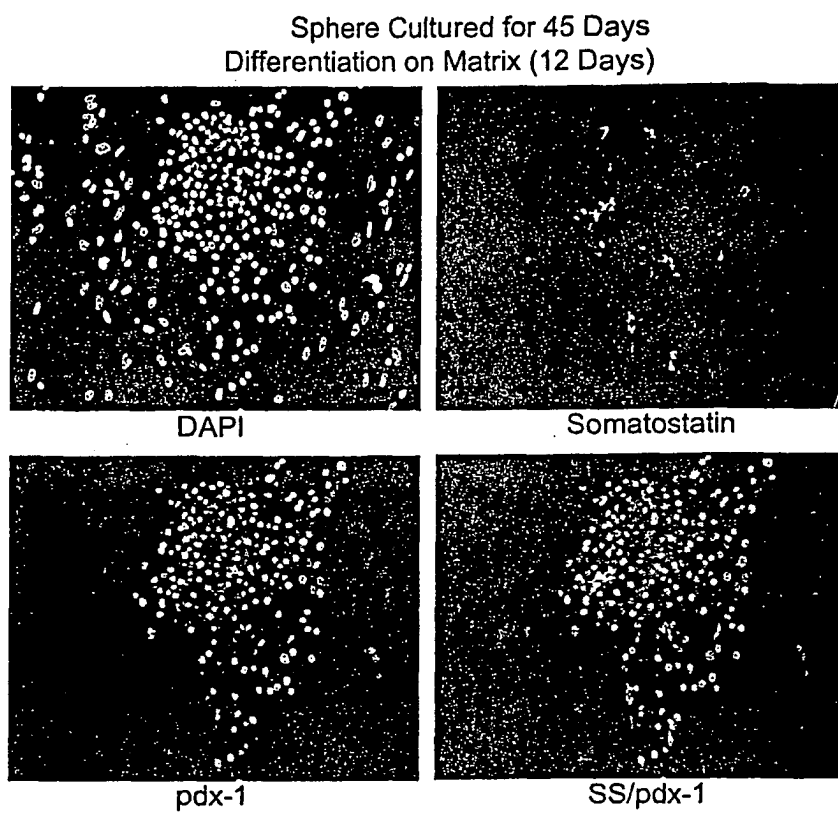 Sphere Cultured for 45 Days
Differentiation on Matrix (12 Days)
DAPI
Somatostatin
pdx-1
SS/pdx-1